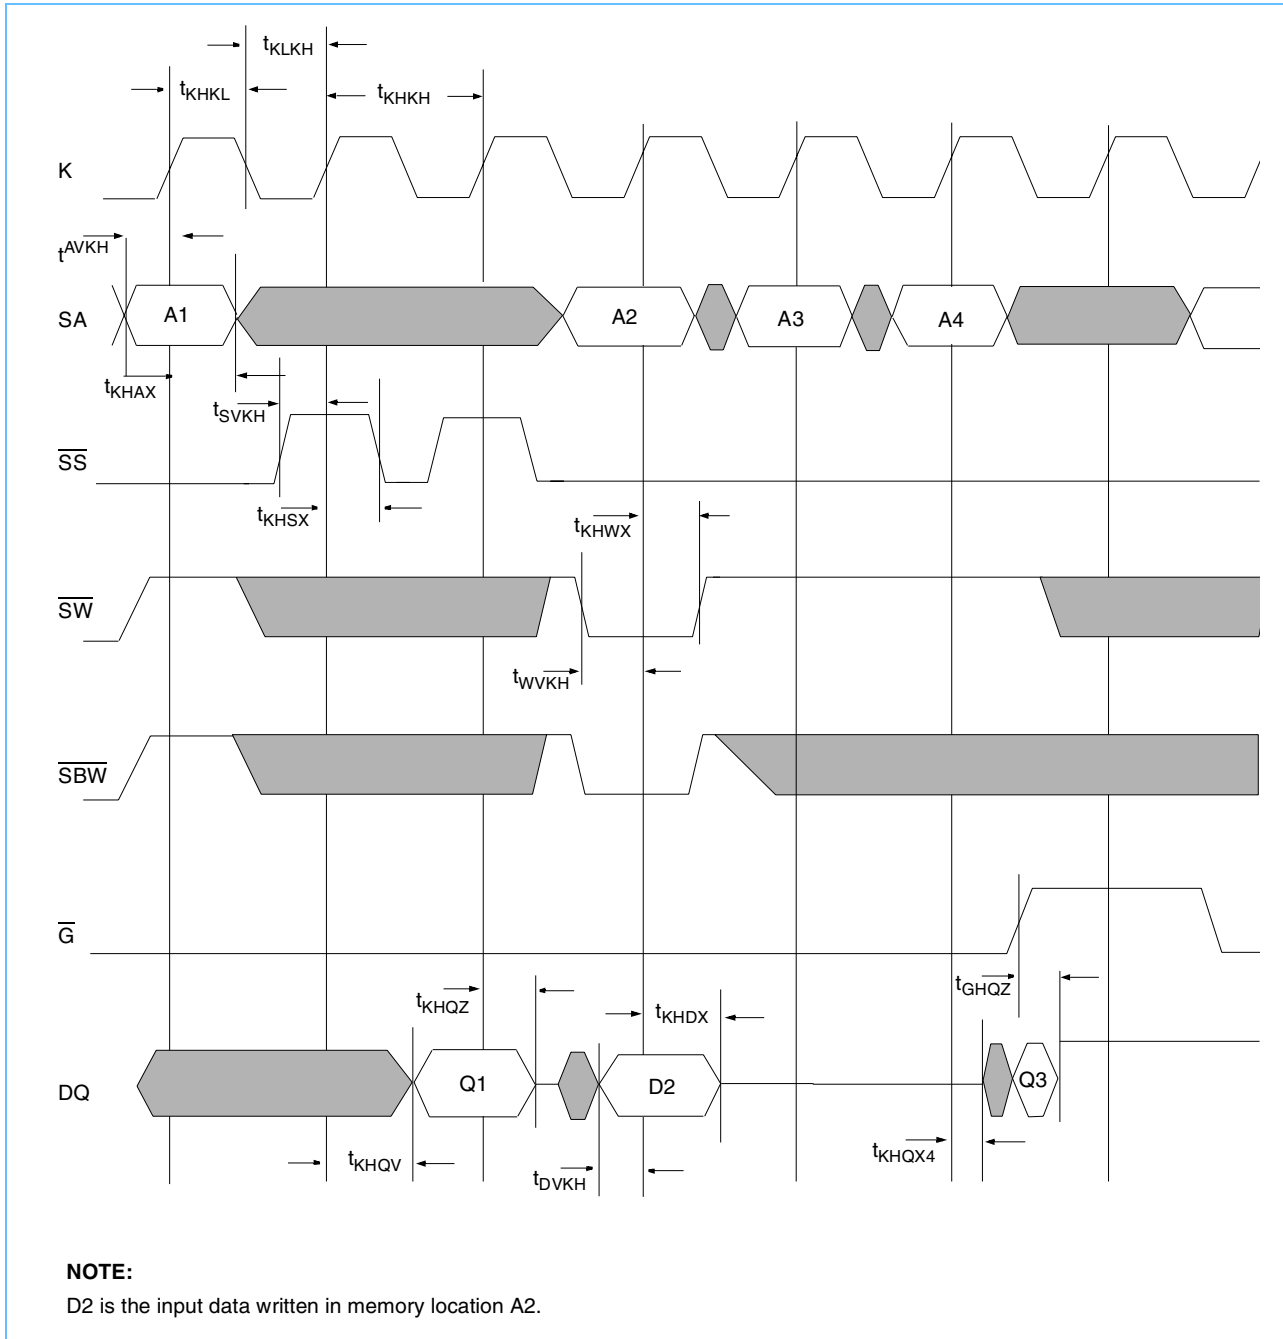 tKLKH
tKHKL
tKHKH
K
tAVKH
SA
A1
A2
A3
A4
tKHAX
tSVKH
SS
tKHSX
tKHWX
SW
tWVKH
SBW
G
tGHQZ
tKHQZ
tKHDX
DQ
Q1
D2
Q3
tKHQX4
tKHQV
tDVKH
NOTE:
D2 is the input data written in memory location A2.